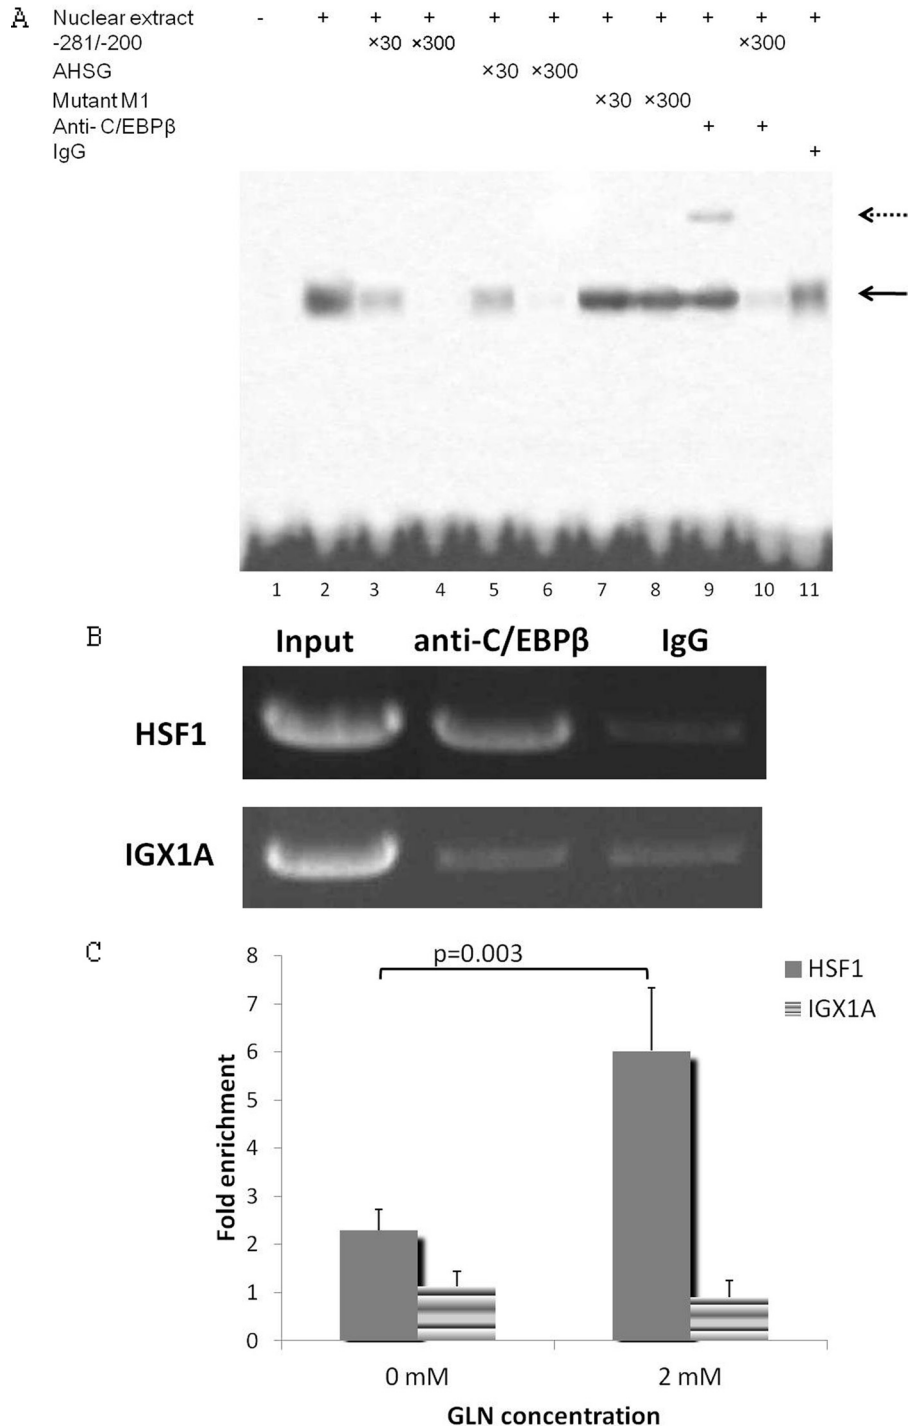 A
Nuclear extract - + + + + + + + + + +
-281/-200 ×30 ×300 ×300
AHSG ×30 ×300
Mutant M1 ×30 ×300
Anti- C/EBPβ + +
IgG +
1 2 3 4 5 6 7 8 9 10 11
B
Input anti-C/EBPβ IgG
HSF1
IGX1A
C
p=0.003
HSF1
IGX1A
Fold enrichment
8
7
6
5
4
3
2
1
0
0 mM 2 mM
GLN concentration